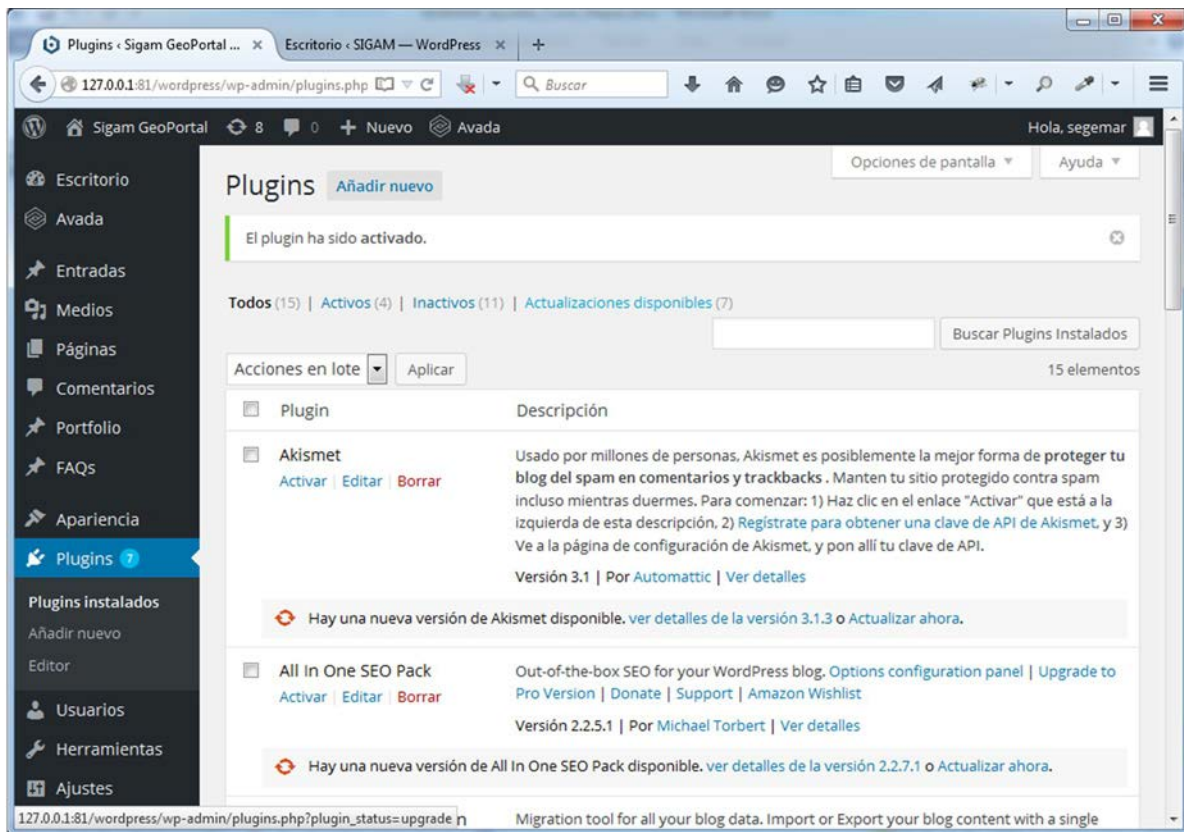 Plugins ‹ Sigam GeoPortal ... ×
Escritorio ‹ SIGAM — WordPress ×
127.0.0.1:81/wordpress/wp-admin/plugins.php
Buscar
Sigam GeoPortal 8 0 + Nuevo Avada
Hola, segemar
Opciones de pantalla
Ayuda
Escritorio
Avada
Entradas
Medios
Páginas
Comentarios
Portfolio
FAQs
Apariencia
Plugins 7
Plugins instalados
Añadir nuevo
Editor
Usuarios
Herramientas
Ajustes
Plugins Añadir nuevo
El plugin ha sido activado.
Todos (15) | Activos (4) | Inactivos (11) | Actualizaciones disponibles (7)
Buscar Plugins Instalados
Acciones en lote Aplicar
15 elementos
Plugin Descripción
Akismet
Activar | Editar | Borrar
Usado por millones de personas, Akismet es posiblemente la mejor forma de proteger tu
blog del spam en comentarios y trackbacks . Manten tu sitio protegido contra spam
incluso mientras duermes. Para comenzar: 1) Haz clic en el enlace "Activar" que está a la
izquierda de esta descripción, 2) Regístrate para obtener una clave de API de Akismet, y 3)
Ve a la página de configuración de Akismet, y pon allí tu clave de API.
Versión 3.1 | Por Automattic | Ver detalles
Hay una nueva versión de Akismet disponible. ver detalles de la versión 3.1.3 o Actualizar ahora.
All In One SEO Pack
Activar | Editar | Borrar
Out-of-the-box SEO for your WordPress blog. Options configuration panel | Upgrade to
Pro Version | Donate | Support | Amazon Wishlist
Versión 2.2.5.1 | Por Michael Torbert | Ver detalles
Hay una nueva versión de All In One SEO Pack disponible. ver detalles de la versión 2.2.7.1 o Actualizar ahora.
Migration tool for all your blog data. Import or Export your blog content with a single
127.0.0.1:81/wordpress/wp-admin/plugins.php?plugin_status=upgrade